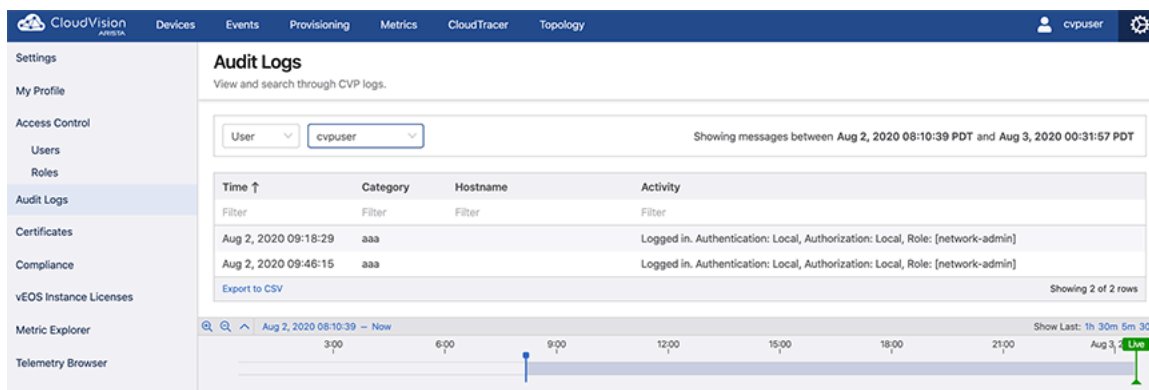 CloudVision
ARISTA
Devices Events Provisioning Metrics CloudTracer Topology cvpuser
Settings
My Profile
Access Control
Users
Roles
Audit Logs
Certificates
Compliance
vEOS Instance Licenses
Metric Explorer
Telemetry Browser
Audit Logs
View and search through CVP logs.
User cvpuser Showing messages between Aug 2, 2020 08:10:39 PDT and Aug 3, 2020 00:31:57 PDT
Time ↑ Category Hostname Activity
Filter Filter Filter Filter
Aug 2, 2020 09:18:29 aaa Logged in. Authentication: Local, Authorization: Local, Role: [network-admin]
Aug 2, 2020 09:46:15 aaa Logged in. Authentication: Local, Authorization: Local, Role: [network-admin]
Export to CSV Showing 2 of 2 rows
Aug 2, 2020 08:10:39 – Now Show Last: 1h 30m 5m 30
3:00 6:00 9:00 12:00 15:00 18:00 21:00 Aug 3, Live